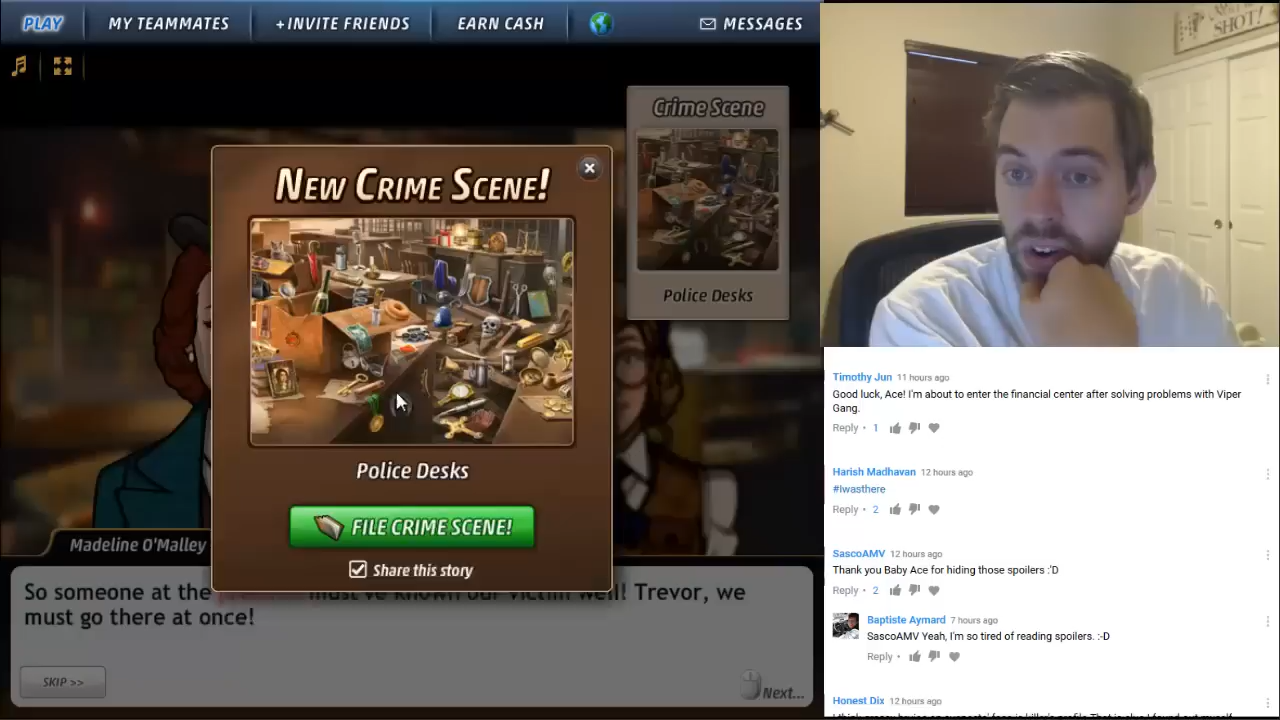 PLAY
MY TEAMMATES
+INVITE FRIENDS
EARN CASH
MESSAGES
SHOT!
Crime Scene
Police Desks
NEW CRIME SCENE!
Police Desks
FILE CRIME SCENE!
Share this story
Madeline O'Malley
So someone at the must've known our victim well! Trevor, we
must go there at once!
SKIP >>
Next...
Timothy Jun 11 hours ago
Good luck, Ace! I'm about to enter the financial center after solving problems with Viper
Gang.
Reply • 1
Harish Madhavan 12 hours ago
#Iwasthere
Reply • 2
SascoAMV 12 hours ago
Thank you Baby Ace for hiding those spoilers :'D
Reply • 2
Baptiste Aymard 7 hours ago
SascoAMV Yeah, I'm so tired of reading spoilers. :-D
Reply •
Honest Dix 12 hours ago